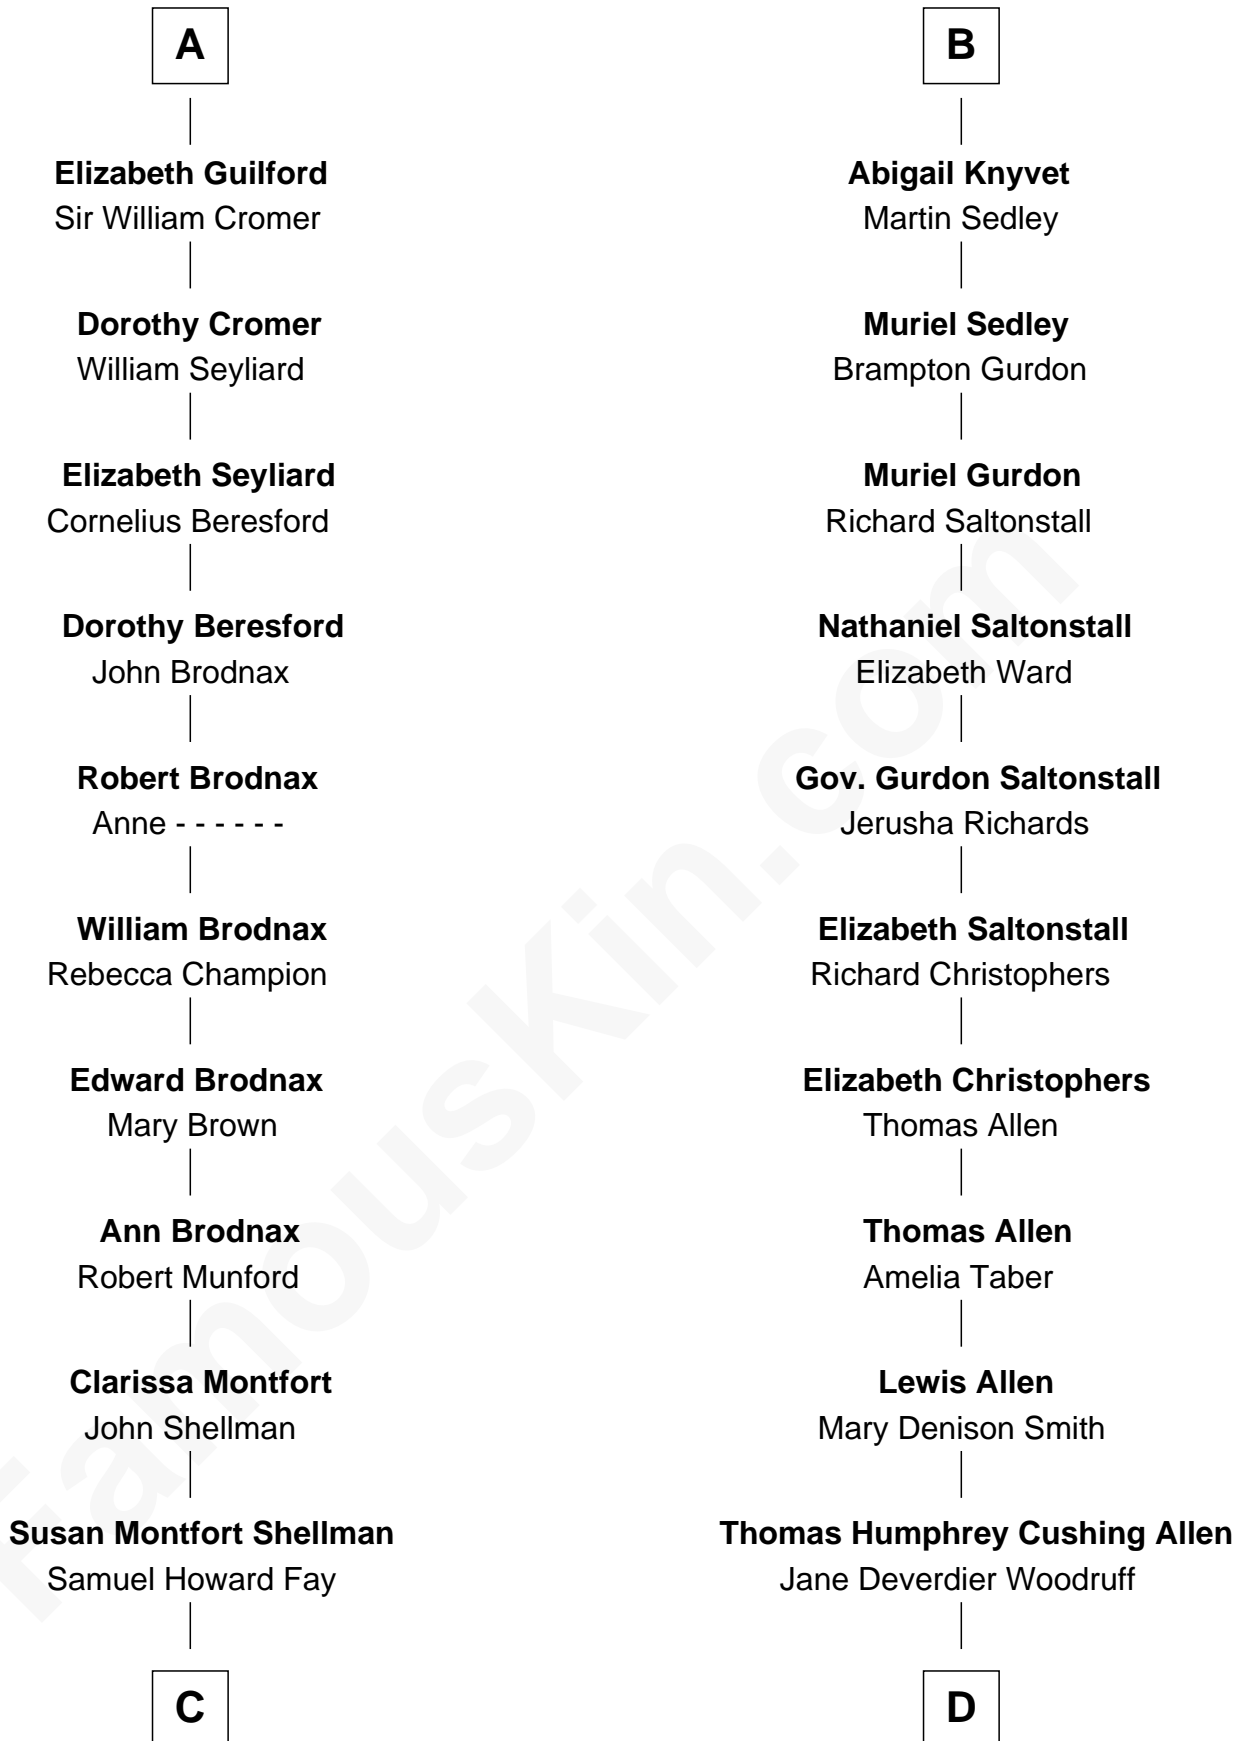 A
Elizabeth Guilford
Sir William Cromer
Dorothy Cromer
William Seyliard
Elizabeth Seyliard
Cornelius Beresford
Dorothy Beresford
John Brodnax
Robert Brodnax
Anne - - - - - -
William Brodnax
Rebecca Champion
Edward Brodnax
Mary Brown
Ann Brodnax
Robert Munford
Clarissa Montfort
John Shellman
Susan Montfort Shellman
Samuel Howard Fay
C
B
Abigail Knyvet
Martin Sedley
Muriel Sedley
Brampton Gurdon
Muriel Gurdon
Richard Saltonstall
Nathaniel Saltonstall
Elizabeth Ward
Gov. Gurdon Saltonstall
Jerusha Richards
Elizabeth Saltonstall
Richard Christophers
Elizabeth Christophers
Thomas Allen
Thomas Allen
Amelia Taber
Lewis Allen
Mary Denison Smith
Thomas Humphrey Cushing Allen
Jane Deverdier Woodruff
D
FamousKin.com